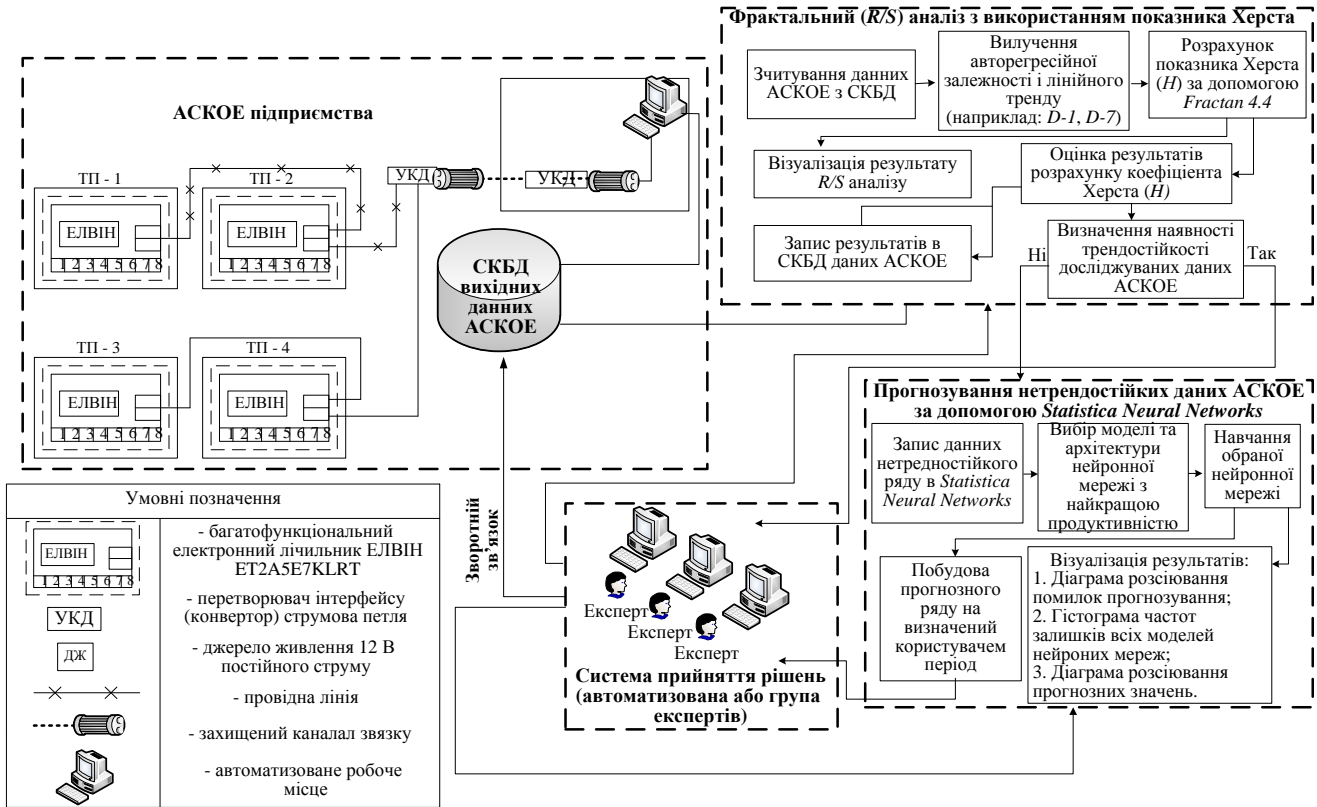 АСКОЕ підприємства
ТП - 1
ЕЛВІН
1 2 3 4 5 6 7 8
ТП - 2
ЕЛВІН
1 2 3 4 5 6 7 8
УКД
УКД
ТП - 3
ЕЛВІН
1 2 3 4 5 6 7 8
ТП - 4
ЕЛВІН
1 2 3 4 5 6 7 8
СКБД
вихідних
данних
АСКОЕ
Фрактальний (R/S) аналіз з використанням показника Херста
Зчитування данних
АСКОЕ з СКБД
Вилучення
авторегресійної
залежності і лінійного
тренду
(наприклад: D-1, D-7)
Розрахунок
показника Херста
(H) за допомогою
Fractan 4.4
Візуалізація результату
R/S аналізу
Оцінка результатів
розрахунку коефіцієнта
Херста (H)
Запис результатів в
СКБД даних АСКОЕ
Визначення наявності
трендостійкості
досліджуваних даних
АСКОЕ
Ні
Так
Прогнозування нетрендостійких даних АСКОЕ
за допомогою Statistica Neural Networks
Запис данних
нетредностійкого
ряду в Statistica
Neural Networks
Вибір моделі та
архітектури
нейронної
мережі з
найкращою
продуктивністю
Навчання
обраної
нейронної
мережі
Побудова
прогнозного
ряду на
визначений
користувачем
період
Візуалізація результатів:
1. Діаграма розсіювання
помилок прогнозування;
2. Гістограма частот
залишків всіх моделей
нейроних мереж;
3. Діаграма розсіювання
прогнозних значень.
Зворотній
зв’язок
Експерт
Експерт
Експерт
Система прийняття рішень
(автоматизована або група
експертів)
Умовні позначення
ЕЛВІН
1 2 3 4 5 6 7 8
- багатофункціональний
електронний лічильник ЕЛВІН
ET2A5E7KLRT
УКД
- перетворювач інтерфейсу
(конвертор) струмова петля
ДЖ
- джерело живлення 12 В
постійного струму
- провідна лінія
- захищений каналал звязку
- автоматизоване робоче
місце